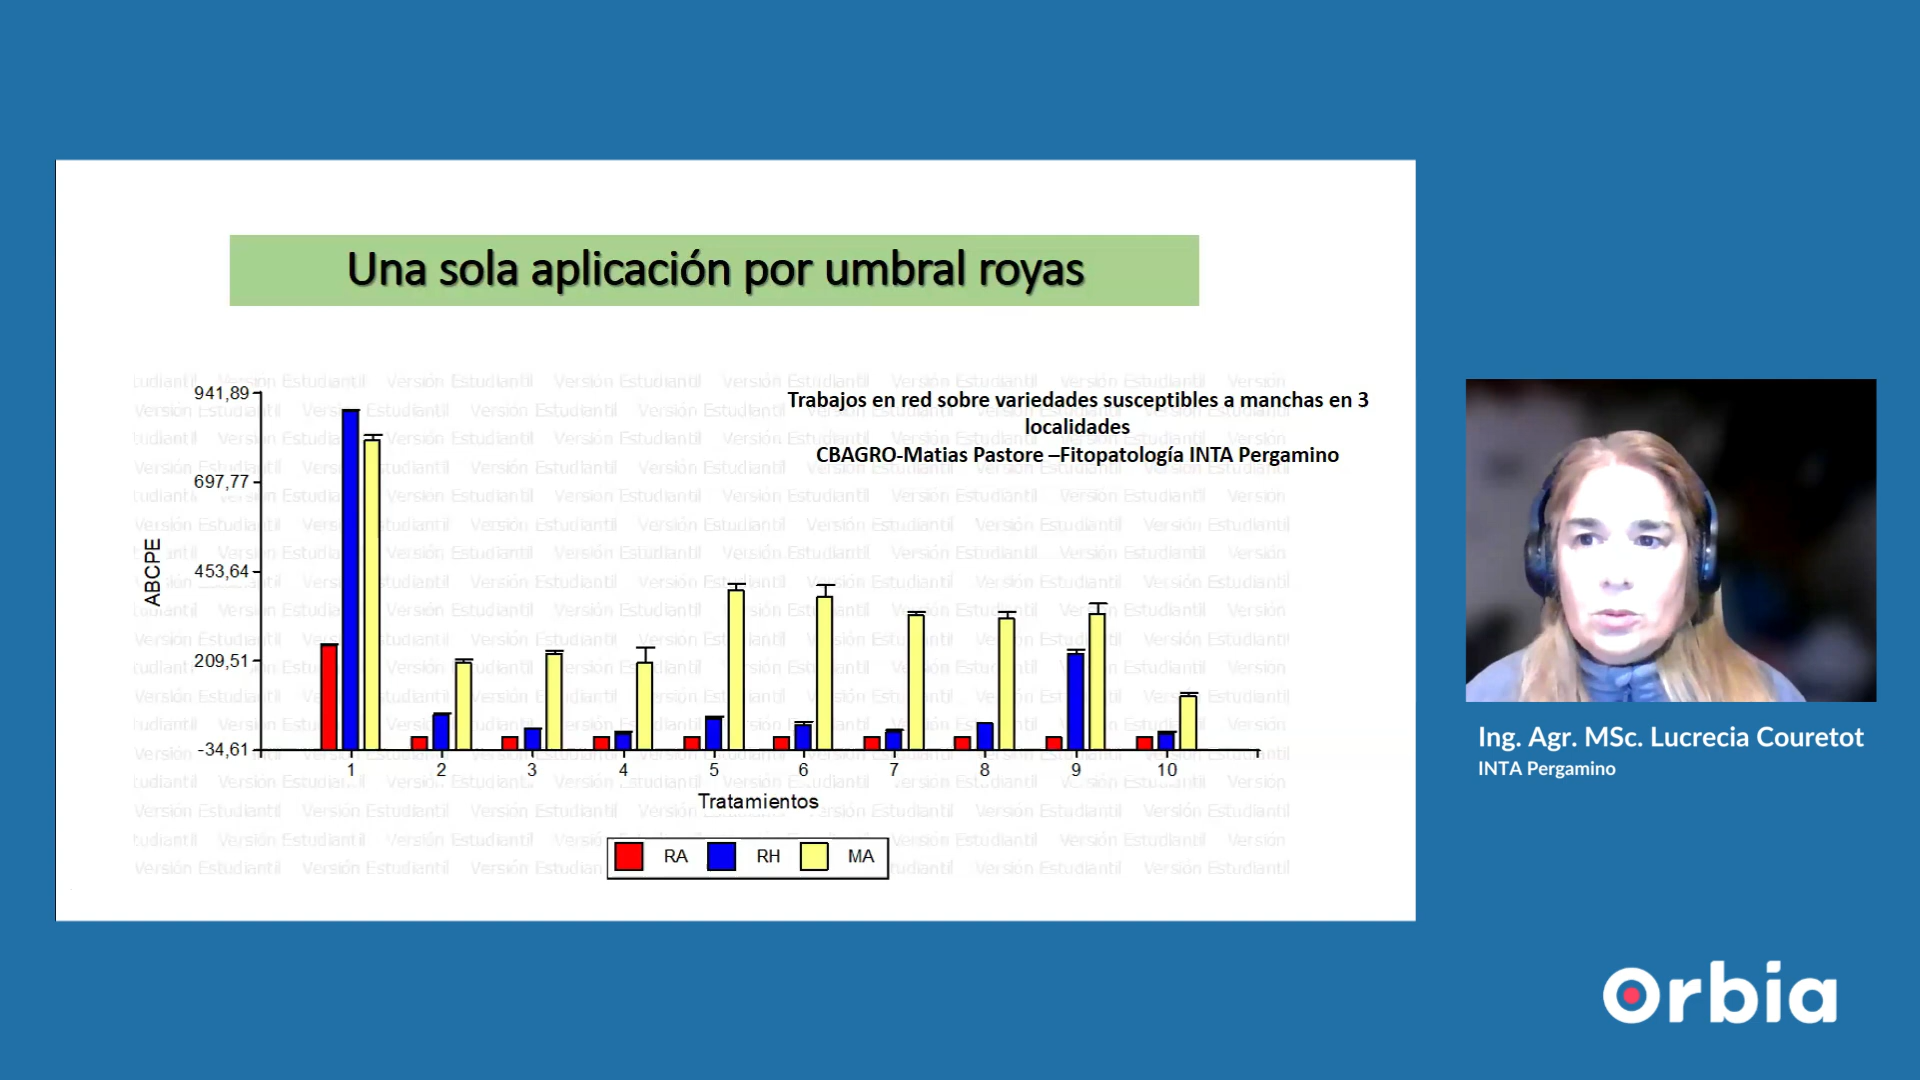 Una sola aplicación por umbral royas
Trabajos en red sobre variedades susceptibles a manchas en 3
localidades
CBAGRO-Matias Pastore –Fitopatología INTA Pergamino
941,89
697,77
453,64
209,51
-34,61
ABCPE
1 2 3 4 5 6 7 8 9 10
Tratamientos
RA RH MA
Versión Estudiantil
Ing. Agr. MSc. Lucrecia Couretot
INTA Pergamino
Orbia